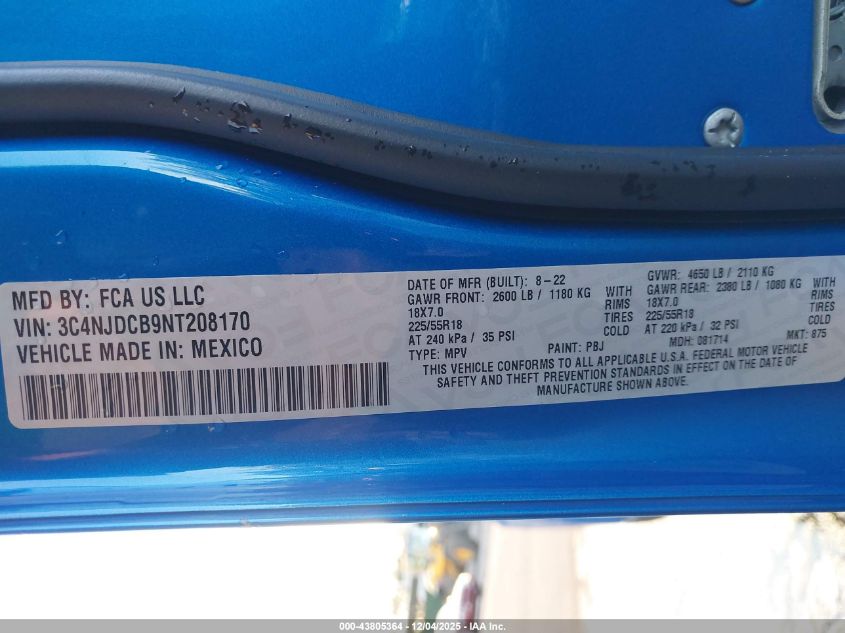 MFD BY: FCA US LLC
VIN: 3C4NJDCB9NT208170
VEHICLE MADE IN: MEXICO
DATE OF MFR (BUILT): 8-22 GVWR: 4650 LB / 2110 KG
GAWR FRONT: 2600 LB / 1180 KG WITH GAWR REAR: 2380 LB / 1080 KG WITH
18X7.0 RIMS 18X7.0 RIMS
225/55R18 TIRES 225/55R18 TIRES
AT 240 kPa / 35 PSI COLD AT 220 kPa / 32 PSI COLD
TYPE: MPV PAINT: PBJ MDH: 081714 MKT: 875
THIS VEHICLE CONFORMS TO ALL APPLICABLE U.S.A. FEDERAL MOTOR VEHICLE
SAFETY AND THEFT PREVENTION STANDARDS IN EFFECT ON THE DATE OF
MANUFACTURE SHOWN ABOVE.
000-43805364 - 12/04/2025 - IAA Inc.